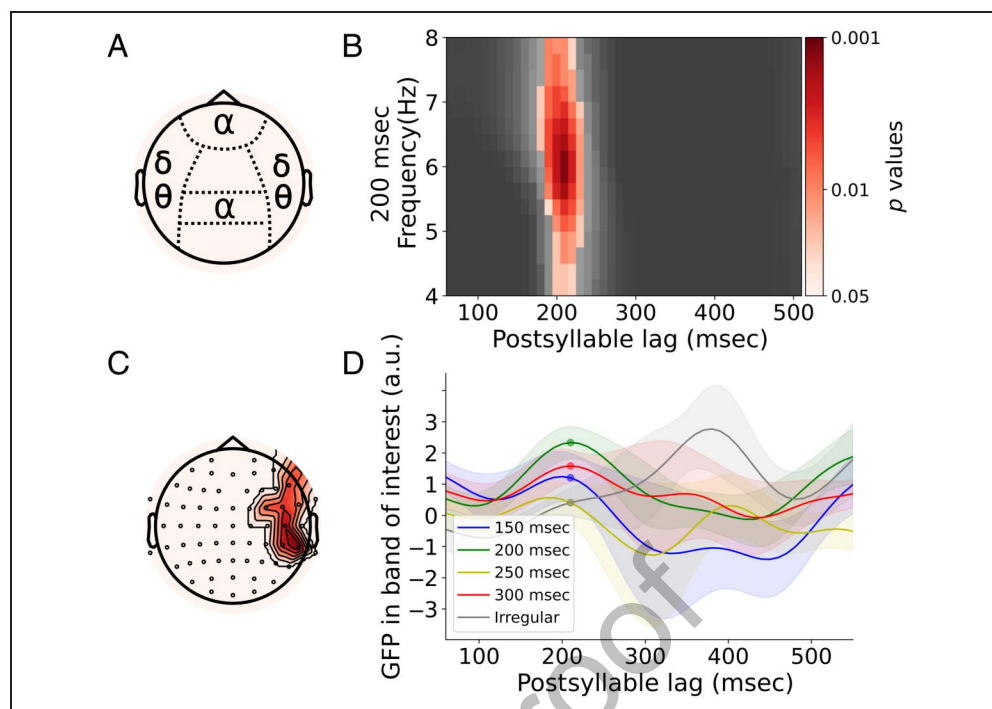 A
α
δ δ
θ θ
α
B
200 msec
Frequency(Hz)
8
7
6
5
4
100 200 300 400 500
Postsyllable lag (msec)
0.001
0.01
0.05
p values
C
D
GFP in band of interest (a.u.)
3
2
1
0
−1
−2
−3
150 msec
200 msec
250 msec
300 msec
Irregular
100 200 300 400 500
Postsyllable lag (msec)
oof